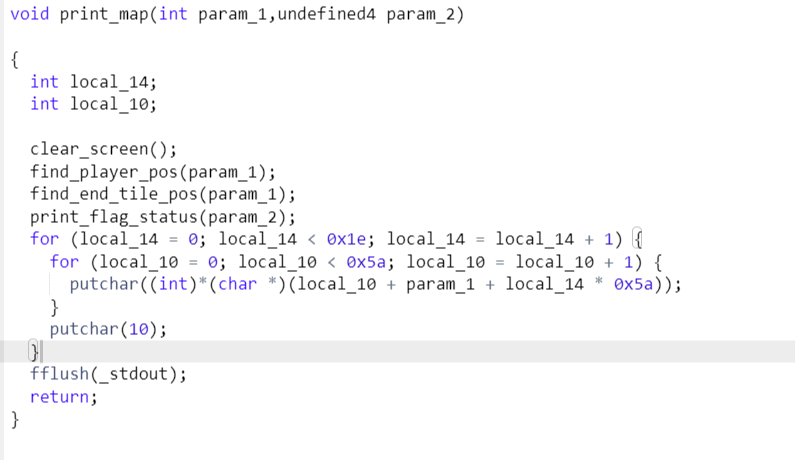 void print_map(int param_1,undefined4 param_2)
{
int local_14;
int local_10;
clear_screen();
find_player_pos(param_1);
find_end_tile_pos(param_1);
print_flag_status(param_2);
for (local_14 = 0; local_14 < 0x1e; local_14 = local_14 + 1) {
for (local_10 = 0; local_10 < 0x5a; local_10 = local_10 + 1) {
putchar((int)*(char *)(local_10 + param_1 + local_14 * 0x5a));
}
putchar(10);
}
fflush(_stdout);
return;
}